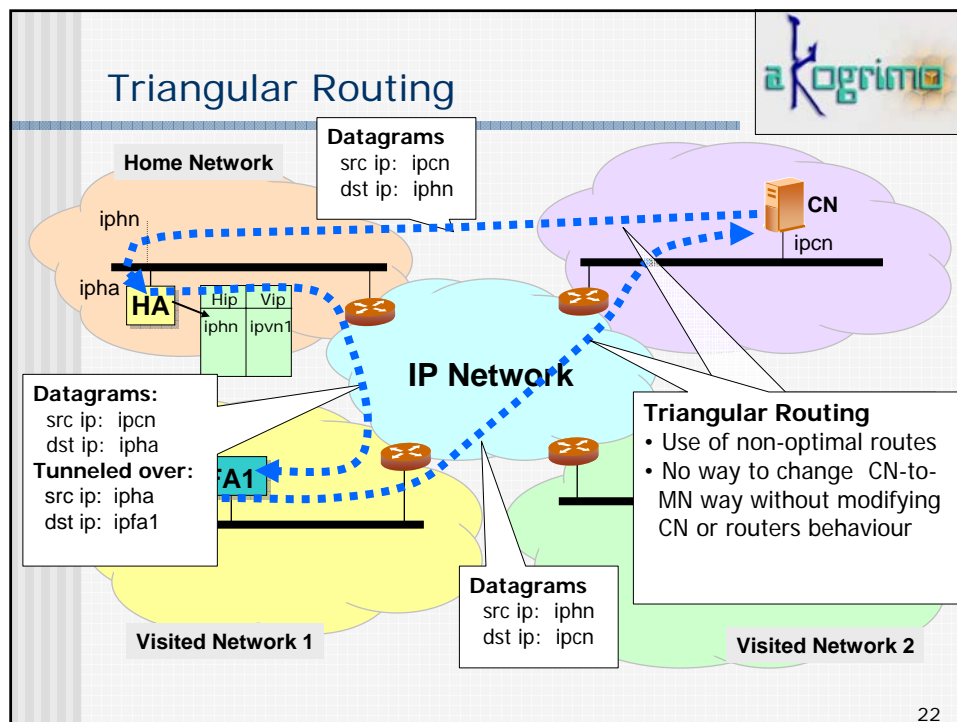 Triangular Routing
akogrimo
Home Network
Datagrams
src ip: ipcn
dst ip: iphn
CN
ipcn
iphn
ipha
HA
Hip Vip
iphn ipvn1
IP Network
Datagrams:
src ip: ipcn
dst ip: ipha
Tunneled over:
src ip: ipha
dst ip: ipfa1
FA1
Triangular Routing
• Use of non-optimal routes
• No way to change CN-to-
MN way without modifying
CN or routers behaviour
Datagrams
src ip: iphn
dst ip: ipcn
Visited Network 1
Visited Network 2
22